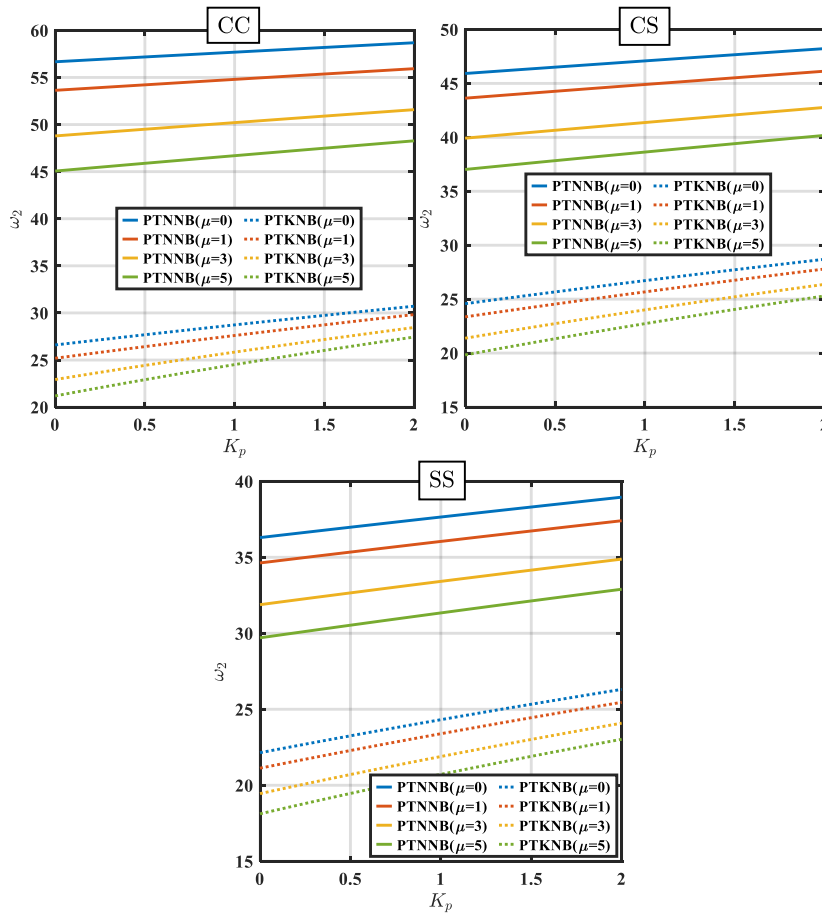 CC
60
55
50
45
40
35
30
25
20
ω₂
PTNNB(μ=0) PTKNB(μ=0)
PTNNB(μ=1) PTKNB(μ=1)
PTNNB(μ=3) PTKNB(μ=3)
PTNNB(μ=5) PTKNB(μ=5)
0 0.5 1 1.5 2
Kₚ
CS
50
45
40
35
30
25
20
15
ω₂
PTNNB(μ=0) PTKNB(μ=0)
PTNNB(μ=1) PTKNB(μ=1)
PTNNB(μ=3) PTKNB(μ=3)
PTNNB(μ=5) PTKNB(μ=5)
0 0.5 1 1.5 2
Kₚ
SS
40
35
30
25
20
15
ω₂
PTNNB(μ=0) PTKNB(μ=0)
PTNNB(μ=1) PTKNB(μ=1)
PTNNB(μ=3) PTKNB(μ=3)
PTNNB(μ=5) PTKNB(μ=5)
0 0.5 1 1.5 2
Kₚ